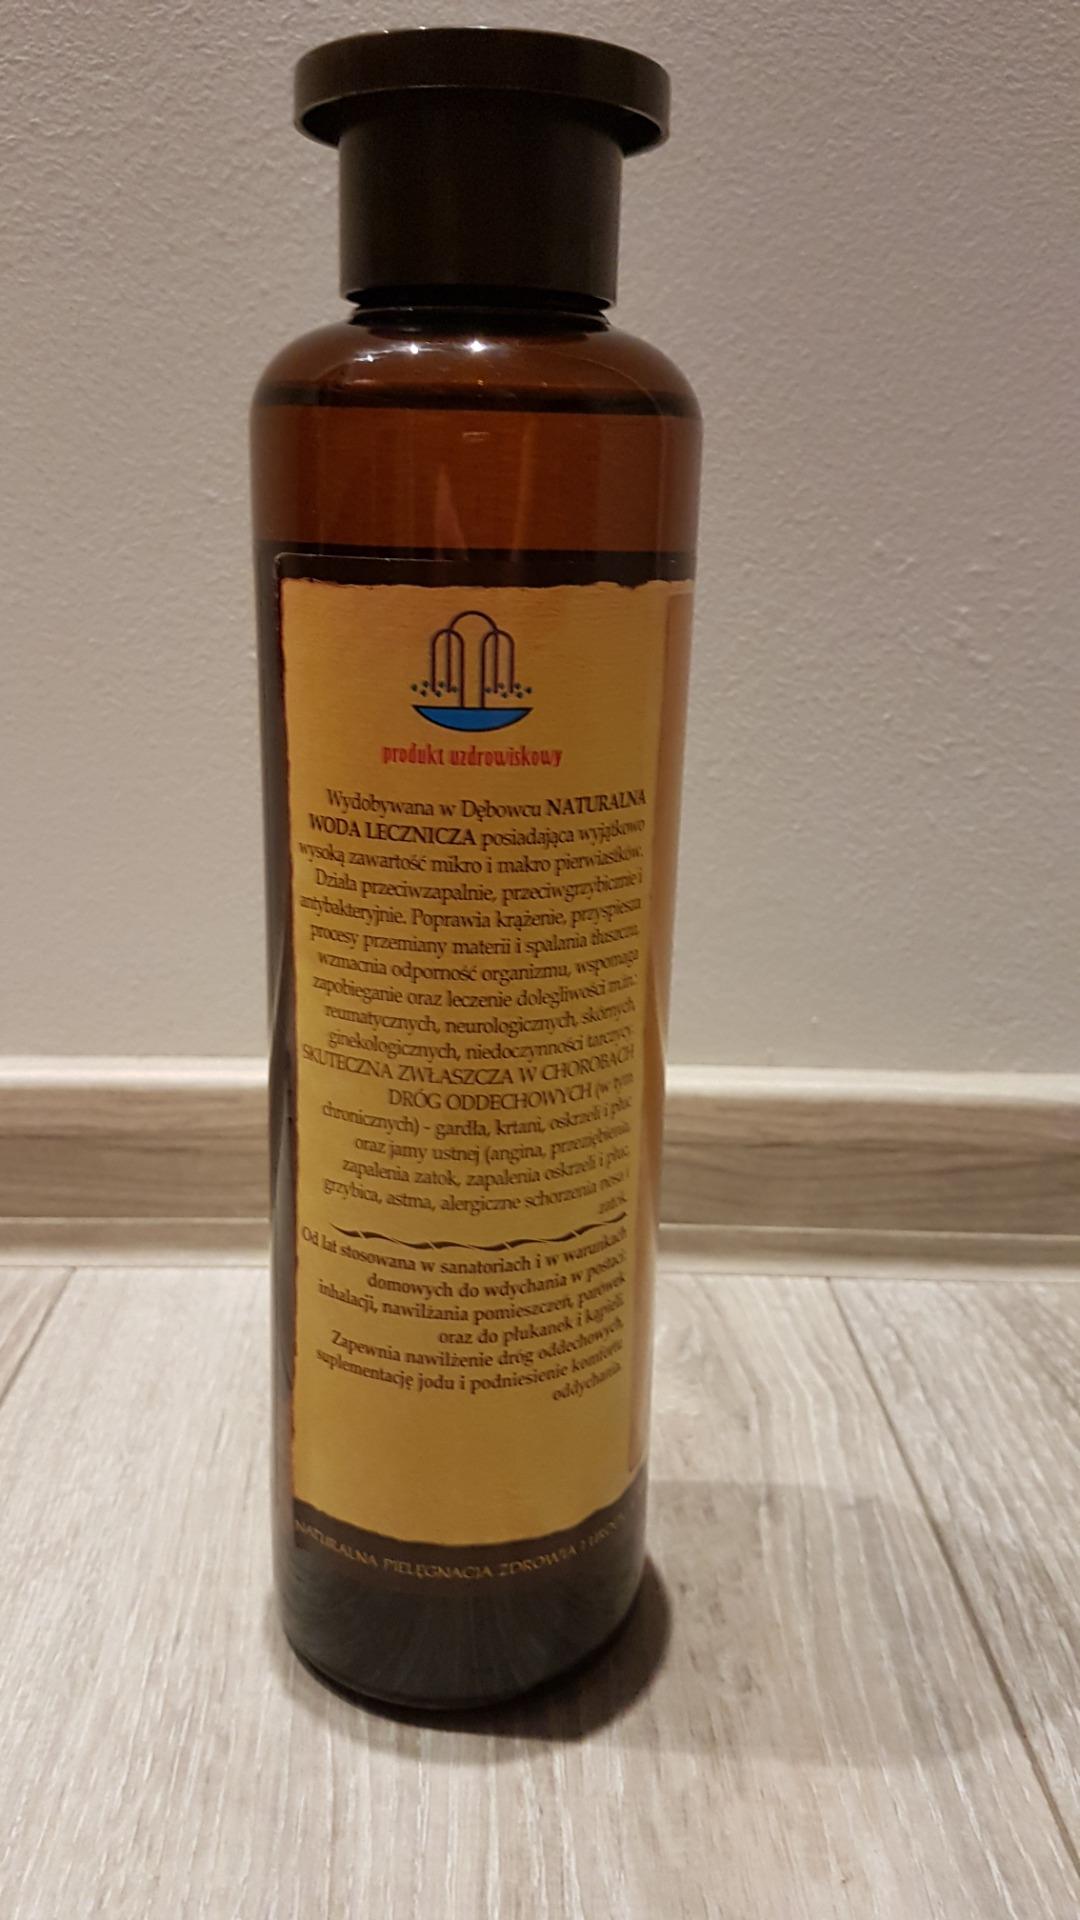 produkt uzdrowiskowy
Wydobywana w Dębowcu NATURALNA
WODA LECZNICZA posiadająca wyjątkowo
wysoką zawartość mikro i makro pierwiastków.
Działa przeciwzapalnie, przeciwgrzybicznie i
antybakteryjnie. Poprawia krążenie, przyspiesza
procesy przemiany materii i spalania tłuszczu,
wzmacnia odporność organizmu, wspomaga
zapobieganie oraz leczenie dolegliwości m.in.:
reumatycznych, neurologicznych, skórnych,
ginekologicznych, niedoczynności tarczycy.
SKUTECZNA ZWŁASZCZA W CHOROBACH
DRÓG ODDECHOWYCH (w tym
chronicznych) - gardła, krtani, oskrzeli i płuc
oraz jamy ustnej (angina, przeziębienia,
zapalenia zatok, zapalenia oskrzeli i płuc,
grzybica, astma, alergiczne schorzenia nosa i
zatok.
Od lat stosowana w sanatoriach i w warunkach
domowych do wdychania w postaci:
inhalacji, nawilżania pomieszczeń, parówek
oraz do płukanek i kąpieli.
Zapewnia nawilżenie dróg oddechowych,
suplementację jodu i podniesienie komfortu
oddychania.
NATURALNA PIELĘGNACJA ZDROWIA I